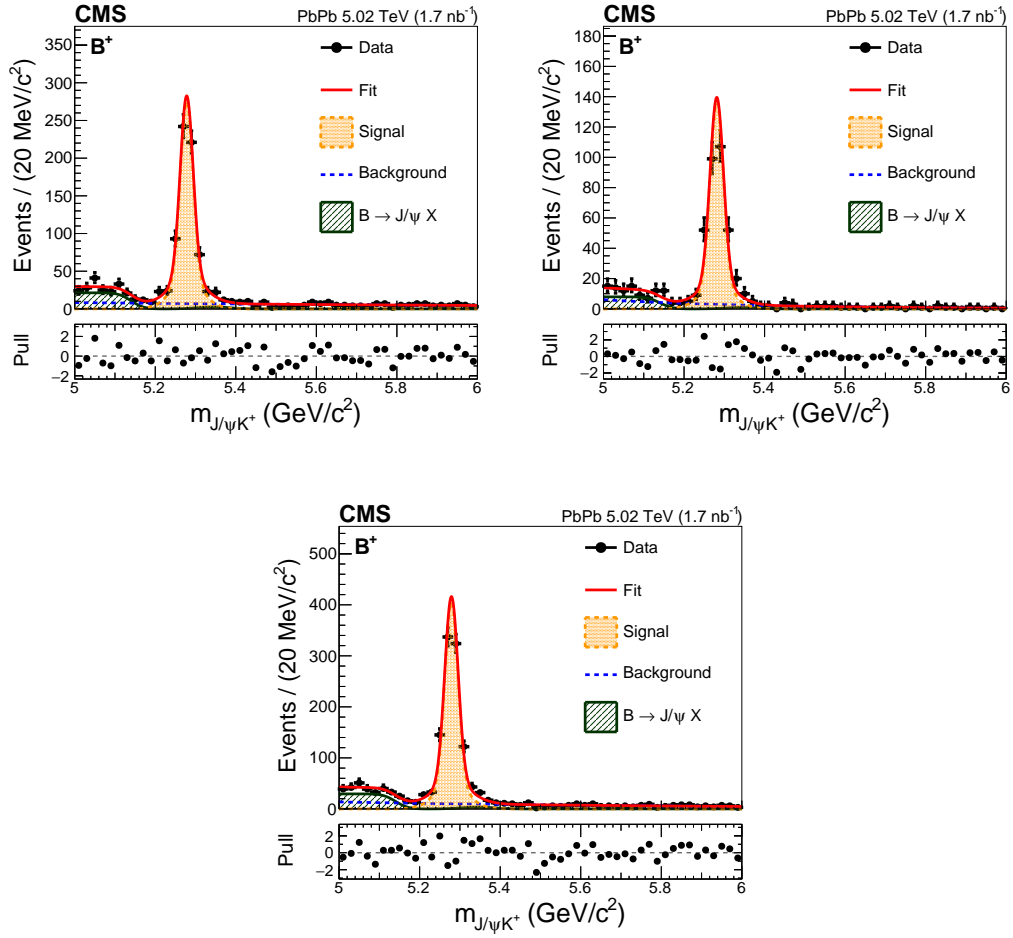 CMS PbPb 5.02 TeV (1.7 nb⁻¹)
B⁺
Data
Fit
Signal
Background
B → J/ψ X
Events / (20 MeV/c²)
350
300
250
200
150
100
50
0
Pull
2
0
−2
5 5.2 5.4 5.6 5.8 6
m_{J/ψK⁺} (GeV/c²)
CMS PbPb 5.02 TeV (1.7 nb⁻¹)
B⁺
Data
Fit
Signal
Background
B → J/ψ X
Events / (20 MeV/c²)
180
160
140
120
100
80
60
40
20
0
Pull
2
0
−2
5 5.2 5.4 5.6 5.8 6
m_{J/ψK⁺} (GeV/c²)
CMS PbPb 5.02 TeV (1.7 nb⁻¹)
B⁺
Data
Fit
Signal
Background
B → J/ψ X
Events / (20 MeV/c²)
500
400
300
200
100
0
Pull
2
0
−2
5 5.2 5.4 5.6 5.8 6
m_{J/ψK⁺} (GeV/c²)